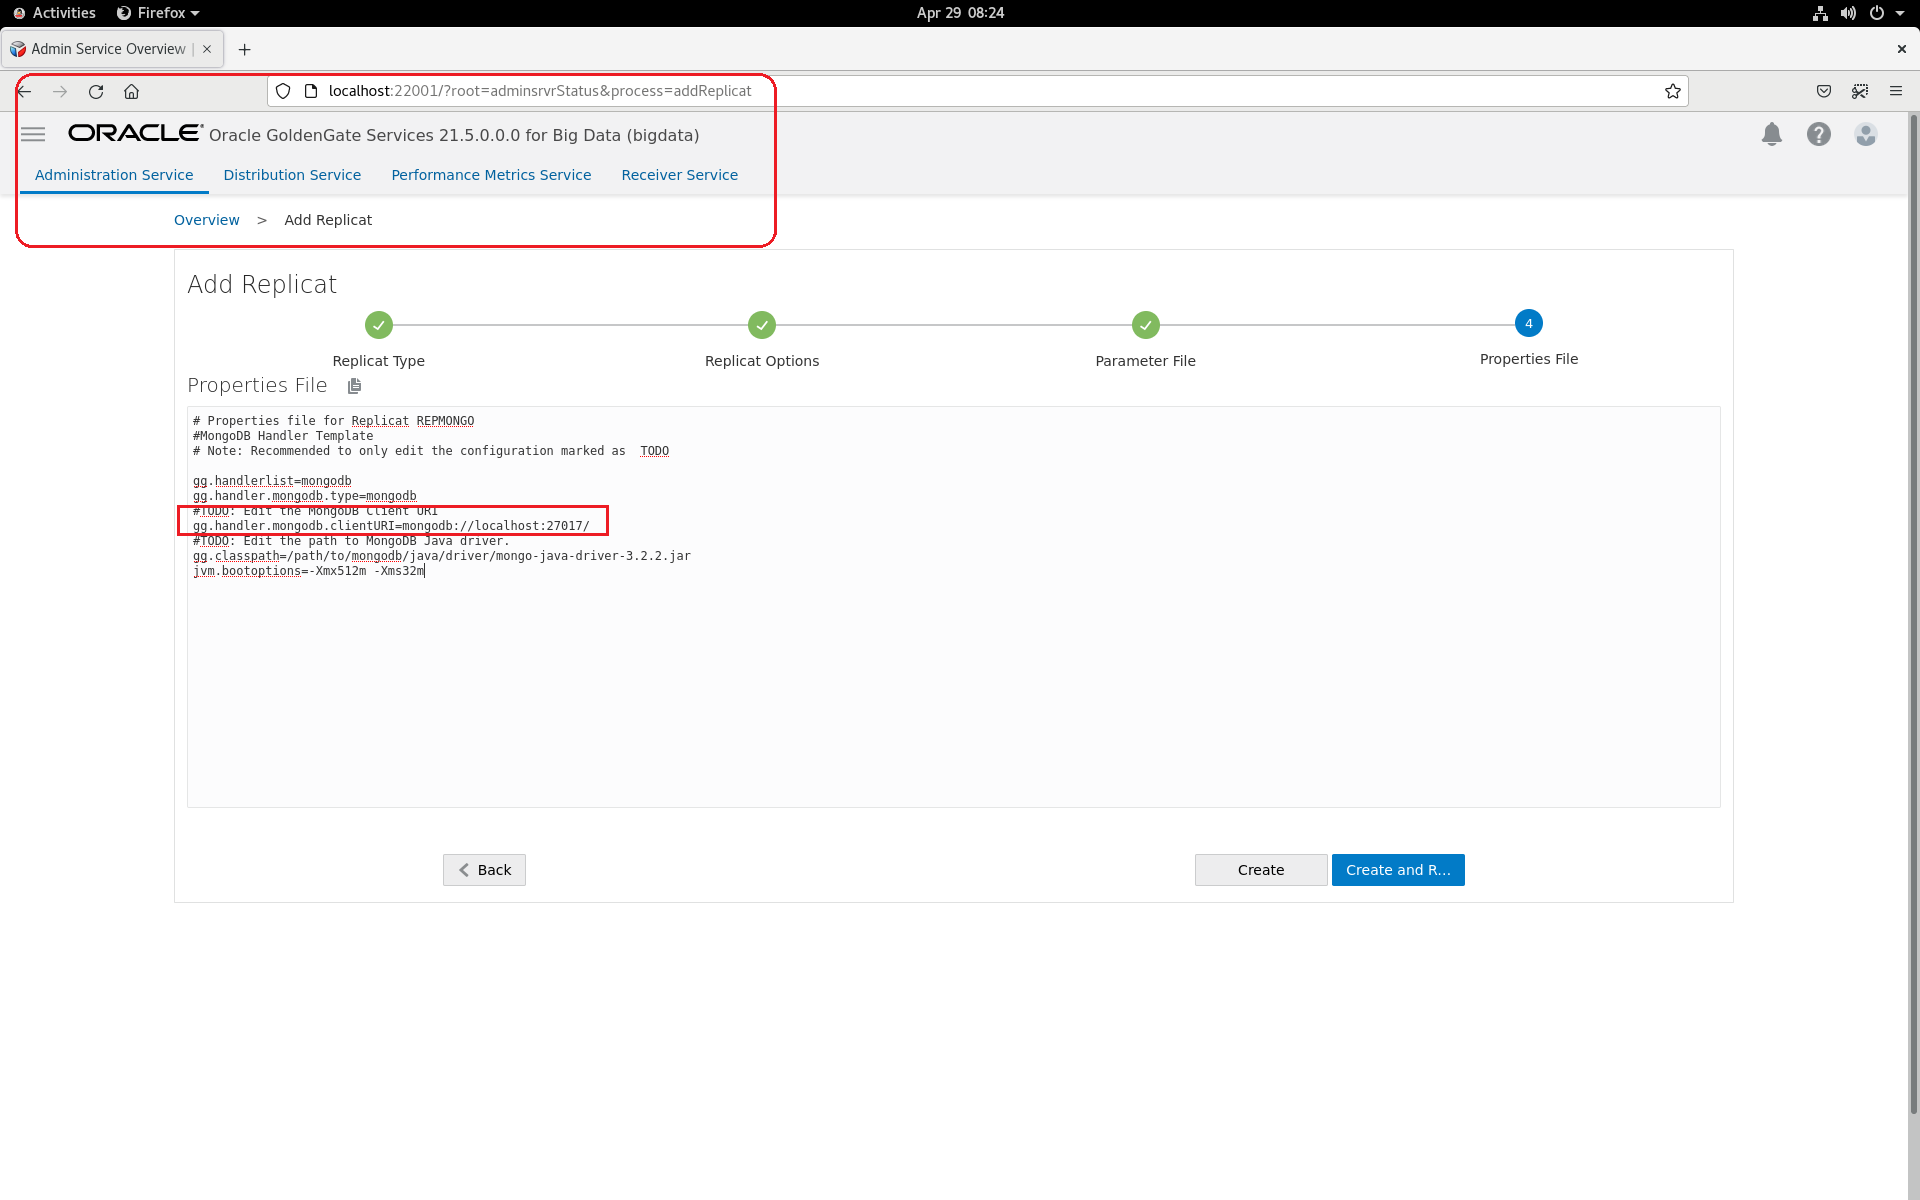 Activities Firefox Apr 29 08:24
Admin Service Overview |
localhost:22001/?root=adminsrvrStatus&process=addReplicat
ORACLE Oracle GoldenGate Services 21.5.0.0.0 for Big Data (bigdata)
Administration Service Distribution Service Performance Metrics Service Receiver Service
Overview > Add Replicat
Add Replicat
4
Replicat Type Replicat Options Parameter File Properties File
Properties File
# Properties file for Replicat REPMONGO
#MongoDB Handler Template
# Note: Recommended to only edit the configuration marked as  TODO
gg.handlerlist=mongodb
gg.handler.mongodb.type=mongodb
#TODO: Edit the MongoDB Client URI
gg.handler.mongodb.clientURI=mongodb://localhost:27017/
#TODO: Edit the path to MongoDB Java driver.
gg.classpath=/path/to/mongodb/java/driver/mongo-java-driver-3.2.2.jar
jvm.bootoptions=-Xmx512m -Xms32m
Back Create Create and R...